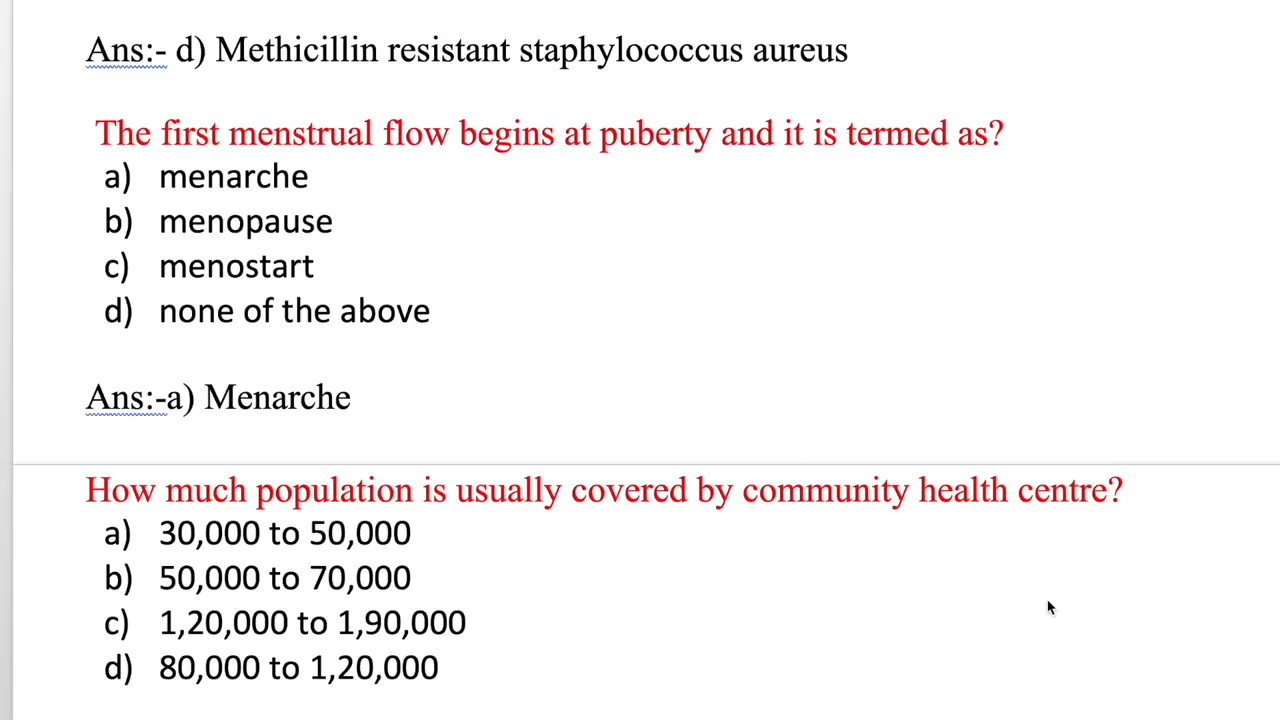 Ans:- d) Methicillin resistant staphylococcus aureus
The first menstrual flow begins at puberty and it is termed as?
a) menarche
b) menopause
c) menostart
d) none of the above
Ans:-a) Menarche
How much population is usually covered by community health centre?
a) 30,000 to 50,000
b) 50,000 to 70,000
c) 1,20,000 to 1,90,000
d) 80,000 to 1,20,000